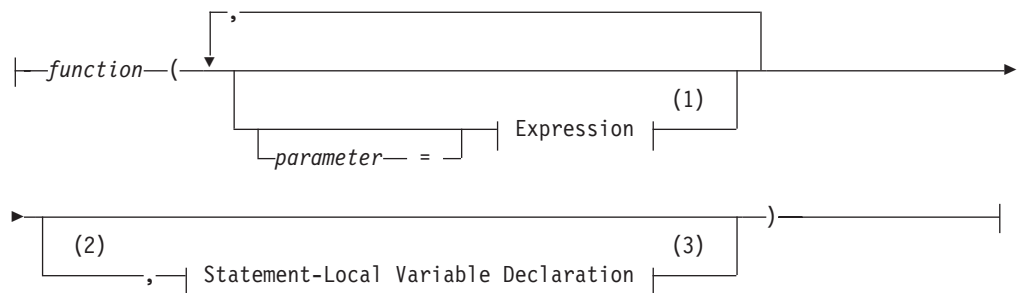 ,
function (
(1)
Expression
parameter =
)
(2) (3)
, Statement-Local Variable Declaration